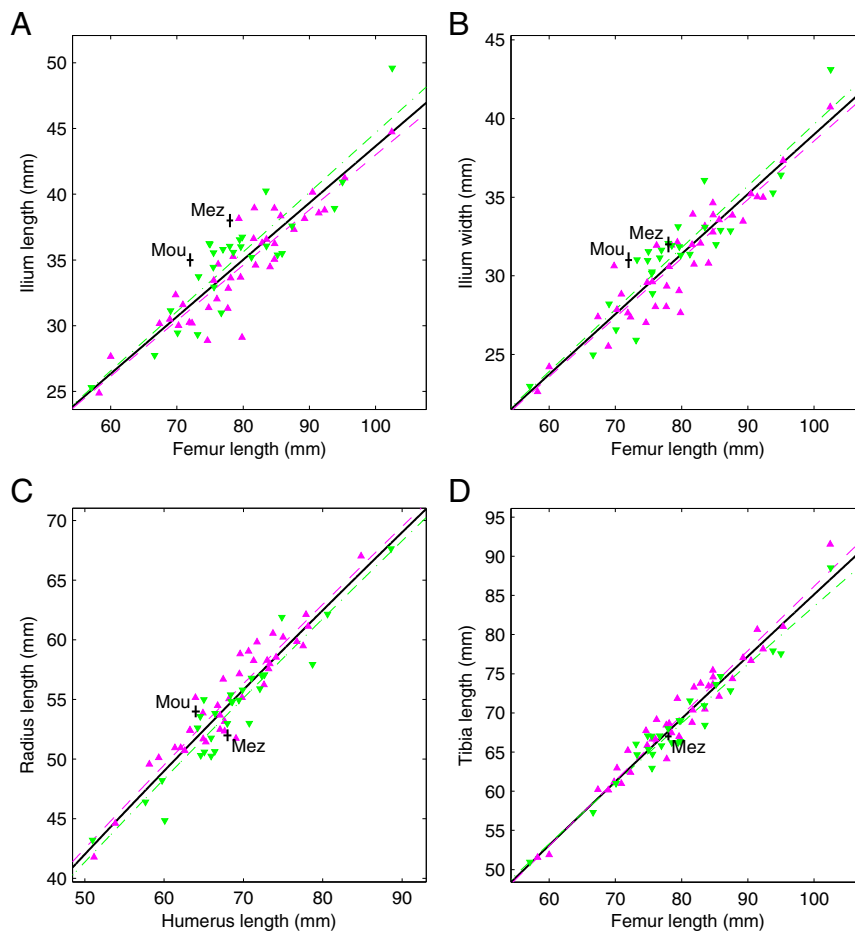 A
50
45
40
35
30
25
Ilium length (mm)
Mez
Mou
60 70 80 90 100
Femur length (mm)
B
45
40
35
30
25
Ilium width (mm)
Mez
Mou
60 70 80 90 100
Femur length (mm)
C
70
65
60
55
50
45
40
Radius length (mm)
Mou
Mez
50 60 70 80 90
Humerus length (mm)
D
95
90
85
80
75
70
65
60
55
50
Tibia length (mm)
Mez
60 70 80 90 100
Femur length (mm)